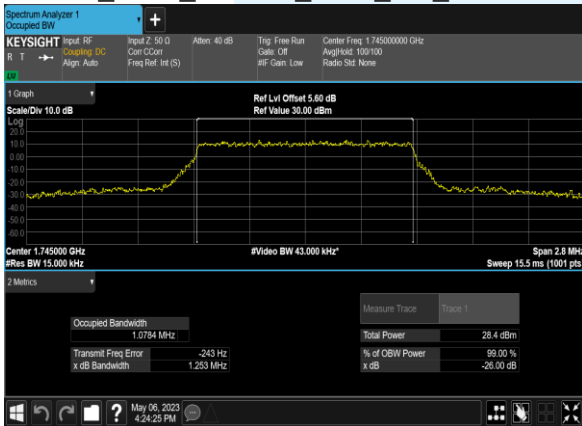 Spectrum Analyzer 1
Occupied BW
+
KEYSIGHT Input: RF Input Z: 50 Ω Atten: 40 dB Trig: Free Run Center Freq: 1.745000000 GHz
R T Coupling: DC Corr CCorr Gate: Off Avg|Hold: 100/100
Align: Auto Freq Ref: Int (S) #IF Gain: Low Radio Std: None
1 Graph
Ref Lvl Offset 5.60 dB
Scale/Div 10.0 dB Ref Value 30.00 dBm
Log
20.0
10.0
0.00
-10.0
-20.0
-30.0
-40.0
-50.0
-60.0
Center 1.745000 GHz #Video BW 43.000 kHz* Span 2.8 MHz
#Res BW 15.000 kHz Sweep 15.5 ms (1001 pts
2 Metrics
Measure Trace Trace 1
Occupied Bandwidth
1.0784 MHz Total Power 28.4 dBm
Transmit Freq Error -243 Hz % of OBW Power 99.00 %
x dB Bandwidth 1.253 MHz x dB -26.00 dB
? May 06, 2023
4:24:25 PM